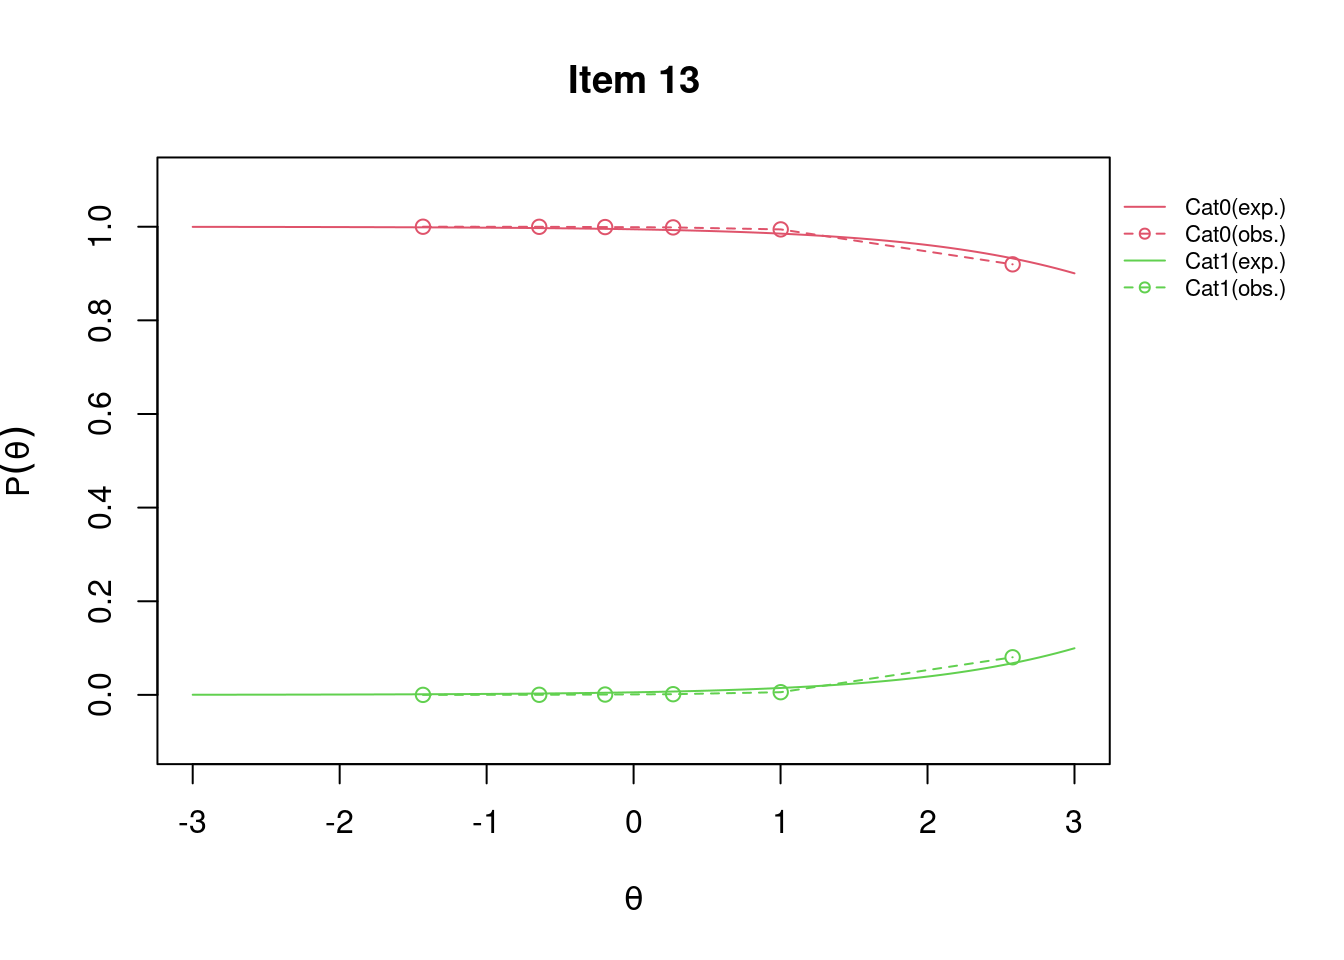 Item 13
P(θ)
1.0
0.8
0.6
0.4
0.2
0.0
-3 -2 -1 0 1 2 3
θ
Cat0(exp.)
Cat0(obs.)
Cat1(exp.)
Cat1(obs.)